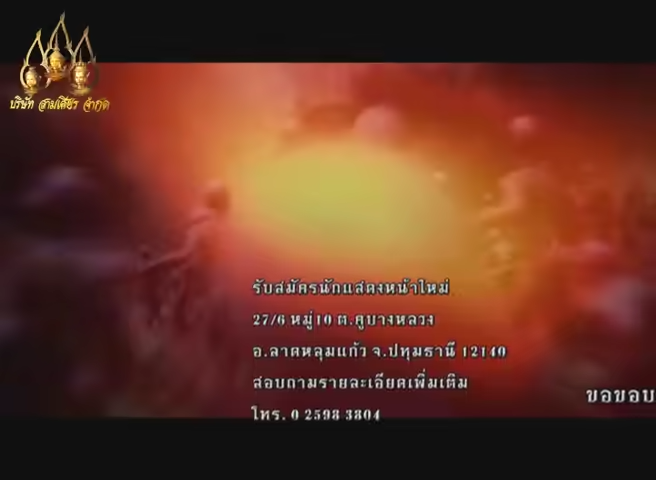 บริษัท สามเศียร จำกัด
รับสมัครนักแสดงหน้าใหม่
27/6 หมู่ 10 ต.คูบางหลวง
อ.ลาดหลุมแก้ว จ.ปทุมธานี 12140
สอบถามรายละเอียดเพิ่มเติม
โทร. 0 2598 3804
ขอขอบ